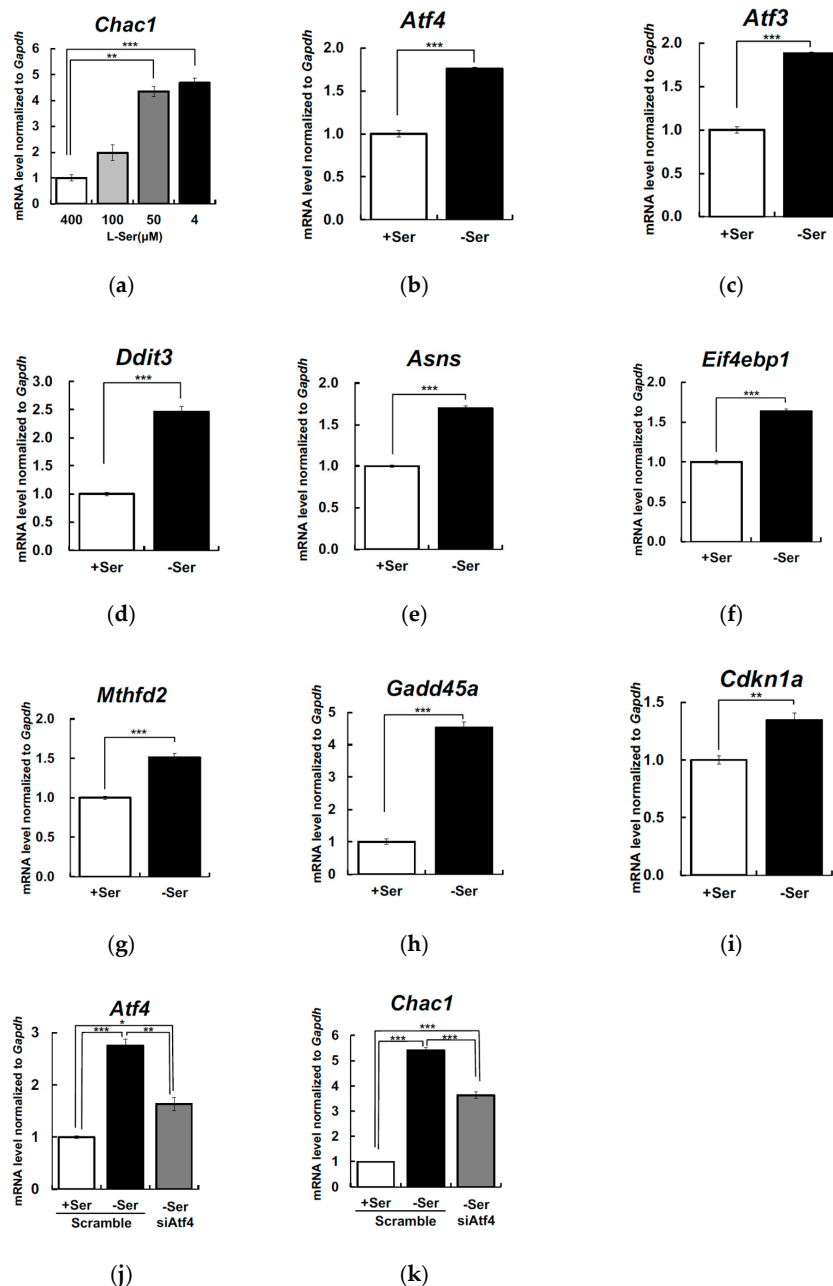 Chac1
mRNA level normalized to Gapdh
6
5
4
3
2
1
0
***
**
400 100 50 4
L-Ser(μM)
(a)
Atf4
mRNA level normalized to Gapdh
2.0
1.5
1.0
0.5
0.0
***
+Ser -Ser
(b)
Atf3
mRNA level normalized to Gapdh
2.0
1.5
1.0
0.5
0.0
***
+Ser -Ser
(c)
Ddit3
mRNA level normalized to Gapdh
3.0
2.5
2.0
1.5
1.0
0.5
0.0
***
+Ser -Ser
(d)
Asns
mRNA level normalized to Gapdh
2.0
1.5
1.0
0.5
0.0
***
+Ser -Ser
(e)
Eif4ebp1
mRNA level normalized to Gapdh
2.0
1.5
1.0
0.5
0.0
***
+Ser -Ser
(f)
Mthfd2
mRNA level normalized to Gapdh
2.0
1.5
1.0
0.5
0.0
***
+Ser -Ser
(g)
Gadd45a
mRNA level normalized to Gapdh
5
4
3
2
1
0
***
+Ser -Ser
(h)
Cdkn1a
mRNA level normalized to Gapdh
1.5
1.0
0.5
0.0
**
+Ser -Ser
(i)
Atf4
mRNA level normalized to Gapdh
3
2
1
0
*
*** **
+Ser -Ser -Ser
Scramble siAtf4
(j)
Chac1
mRNA level normalized to Gapdh
6
5
4
3
2
1
0
***
*** ***
+Ser -Ser -Ser
Scramble siAtf4
(k)